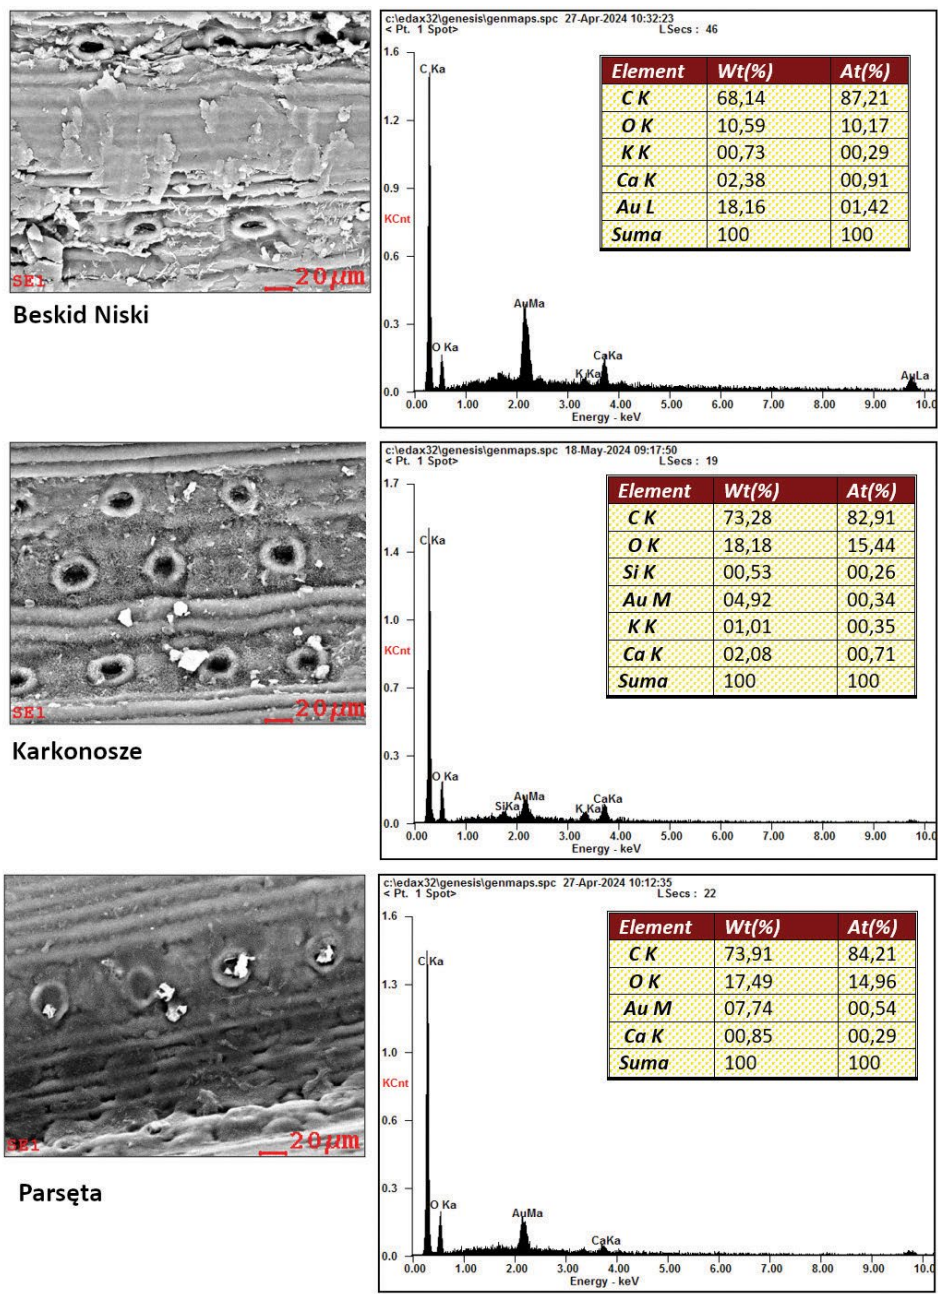 SE1 20μm
Beskid Niski
c:\edax32\genesis\genmaps.spc 27-Apr-2024 10:32:23
< Pt. 1 Spot> LSecs : 46
1.6
1.2
0.9
KCnt
0.6
0.3
0.0
C Ka
O Ka
AuMa
K Ka
CaKa
AuLa
0.00 1.00 2.00 3.00 4.00 5.00 6.00 7.00 8.00 9.00 10.0
Energy - keV
Element Wt(%) At(%)
C K 68,14 87,21
O K 10,59 10,17
K K 00,73 00,29
Ca K 02,38 00,91
Au L 18,16 01,42
Suma 100 100
SE1 20μm
Karkonosze
c:\edax32\genesis\genmaps.spc 18-May-2024 09:17:50
< Pt. 1 Spot> LSecs : 19
1.7
1.4
1.0
KCnt
0.7
0.3
0.0
C Ka
O Ka
SiKa
AuMa
K Ka
CaKa
0.00 1.00 2.00 3.00 4.00 5.00 6.00 7.00 8.00 9.00 10.0
Energy - keV
Element Wt(%) At(%)
C K 73,28 82,91
O K 18,18 15,44
Si K 00,53 00,26
Au M 04,92 00,34
K K 01,01 00,35
Ca K 02,08 00,71
Suma 100 100
SE1 20μm
Parsęta
c:\edax32\genesis\genmaps.spc 27-Apr-2024 10:12:35
< Pt. 1 Spot> LSecs : 22
1.6
1.3
1.0
KCnt
0.6
0.3
0.0
C Ka
O Ka
AuMa
CaKa
0.00 1.00 2.00 3.00 4.00 5.00 6.00 7.00 8.00 9.00 10.0
Energy - keV
Element Wt(%) At(%)
C K 73,91 84,21
O K 17,49 14,96
Au M 07,74 00,54
Ca K 00,85 00,29
Suma 100 100